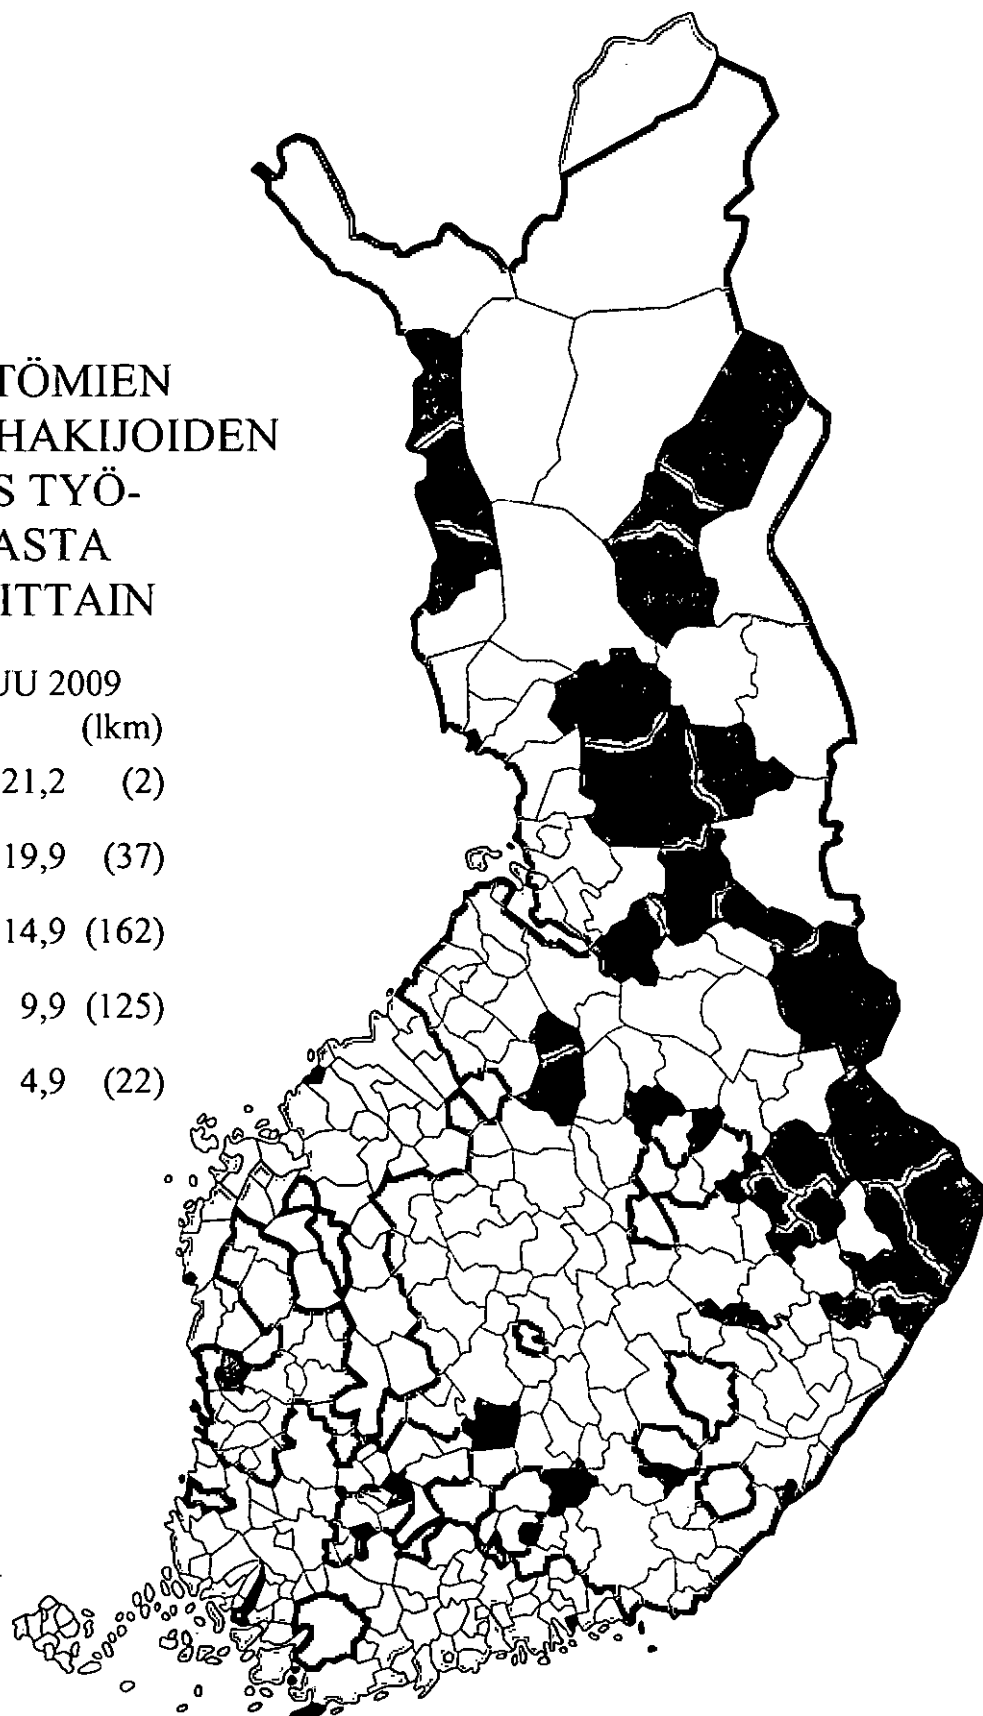 TÖMIEN
HAKIJOIDEN
S TYÖ-
ASTA
ITTAIN
UU 2009
(lkm)
21,2 (2)
19,9 (37)
14,9 (162)
9,9 (125)
4,9 (22)